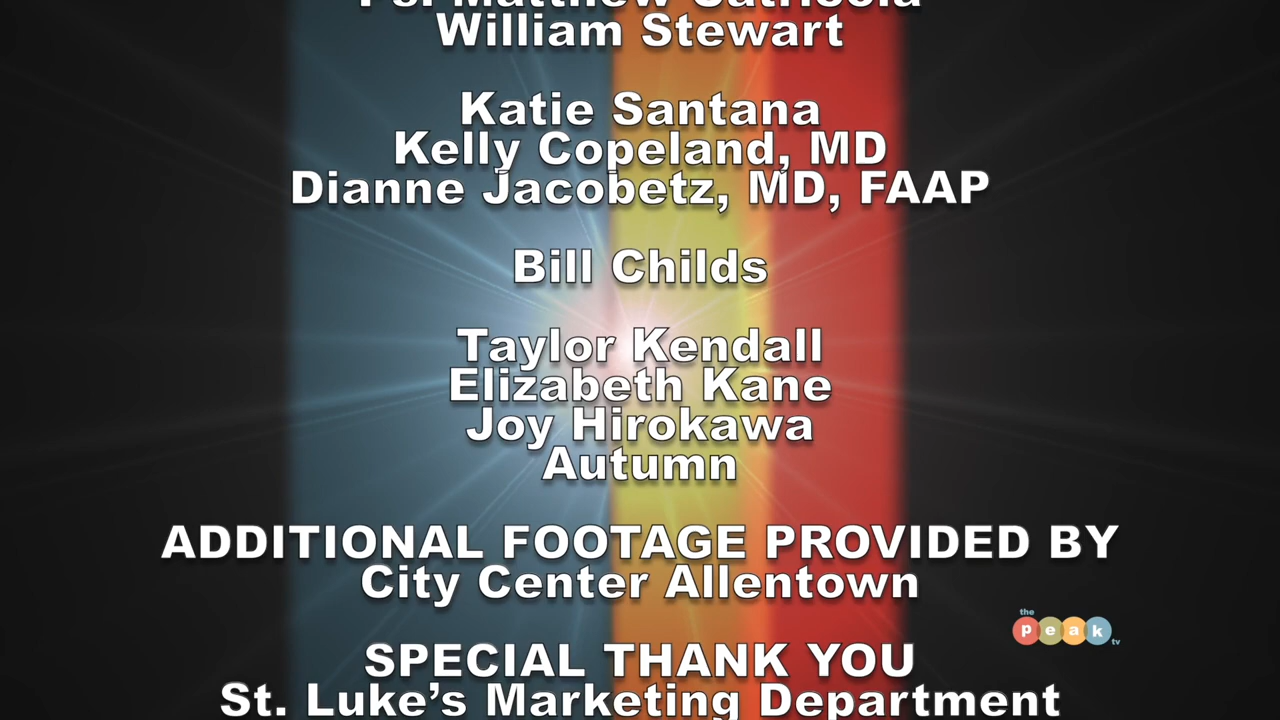 William Stewart
Katie Santana
Kelly Copeland, MD
Dianne Jacobetz, MD, FAAP
Bill Childs
Taylor Kendall
Elizabeth Kane
Joy Hirokawa
Autumn
ADDITIONAL FOOTAGE PROVIDED BY
City Center Allentown
the
peak
tv
SPECIAL THANK YOU
St. Luke’s Marketing Department